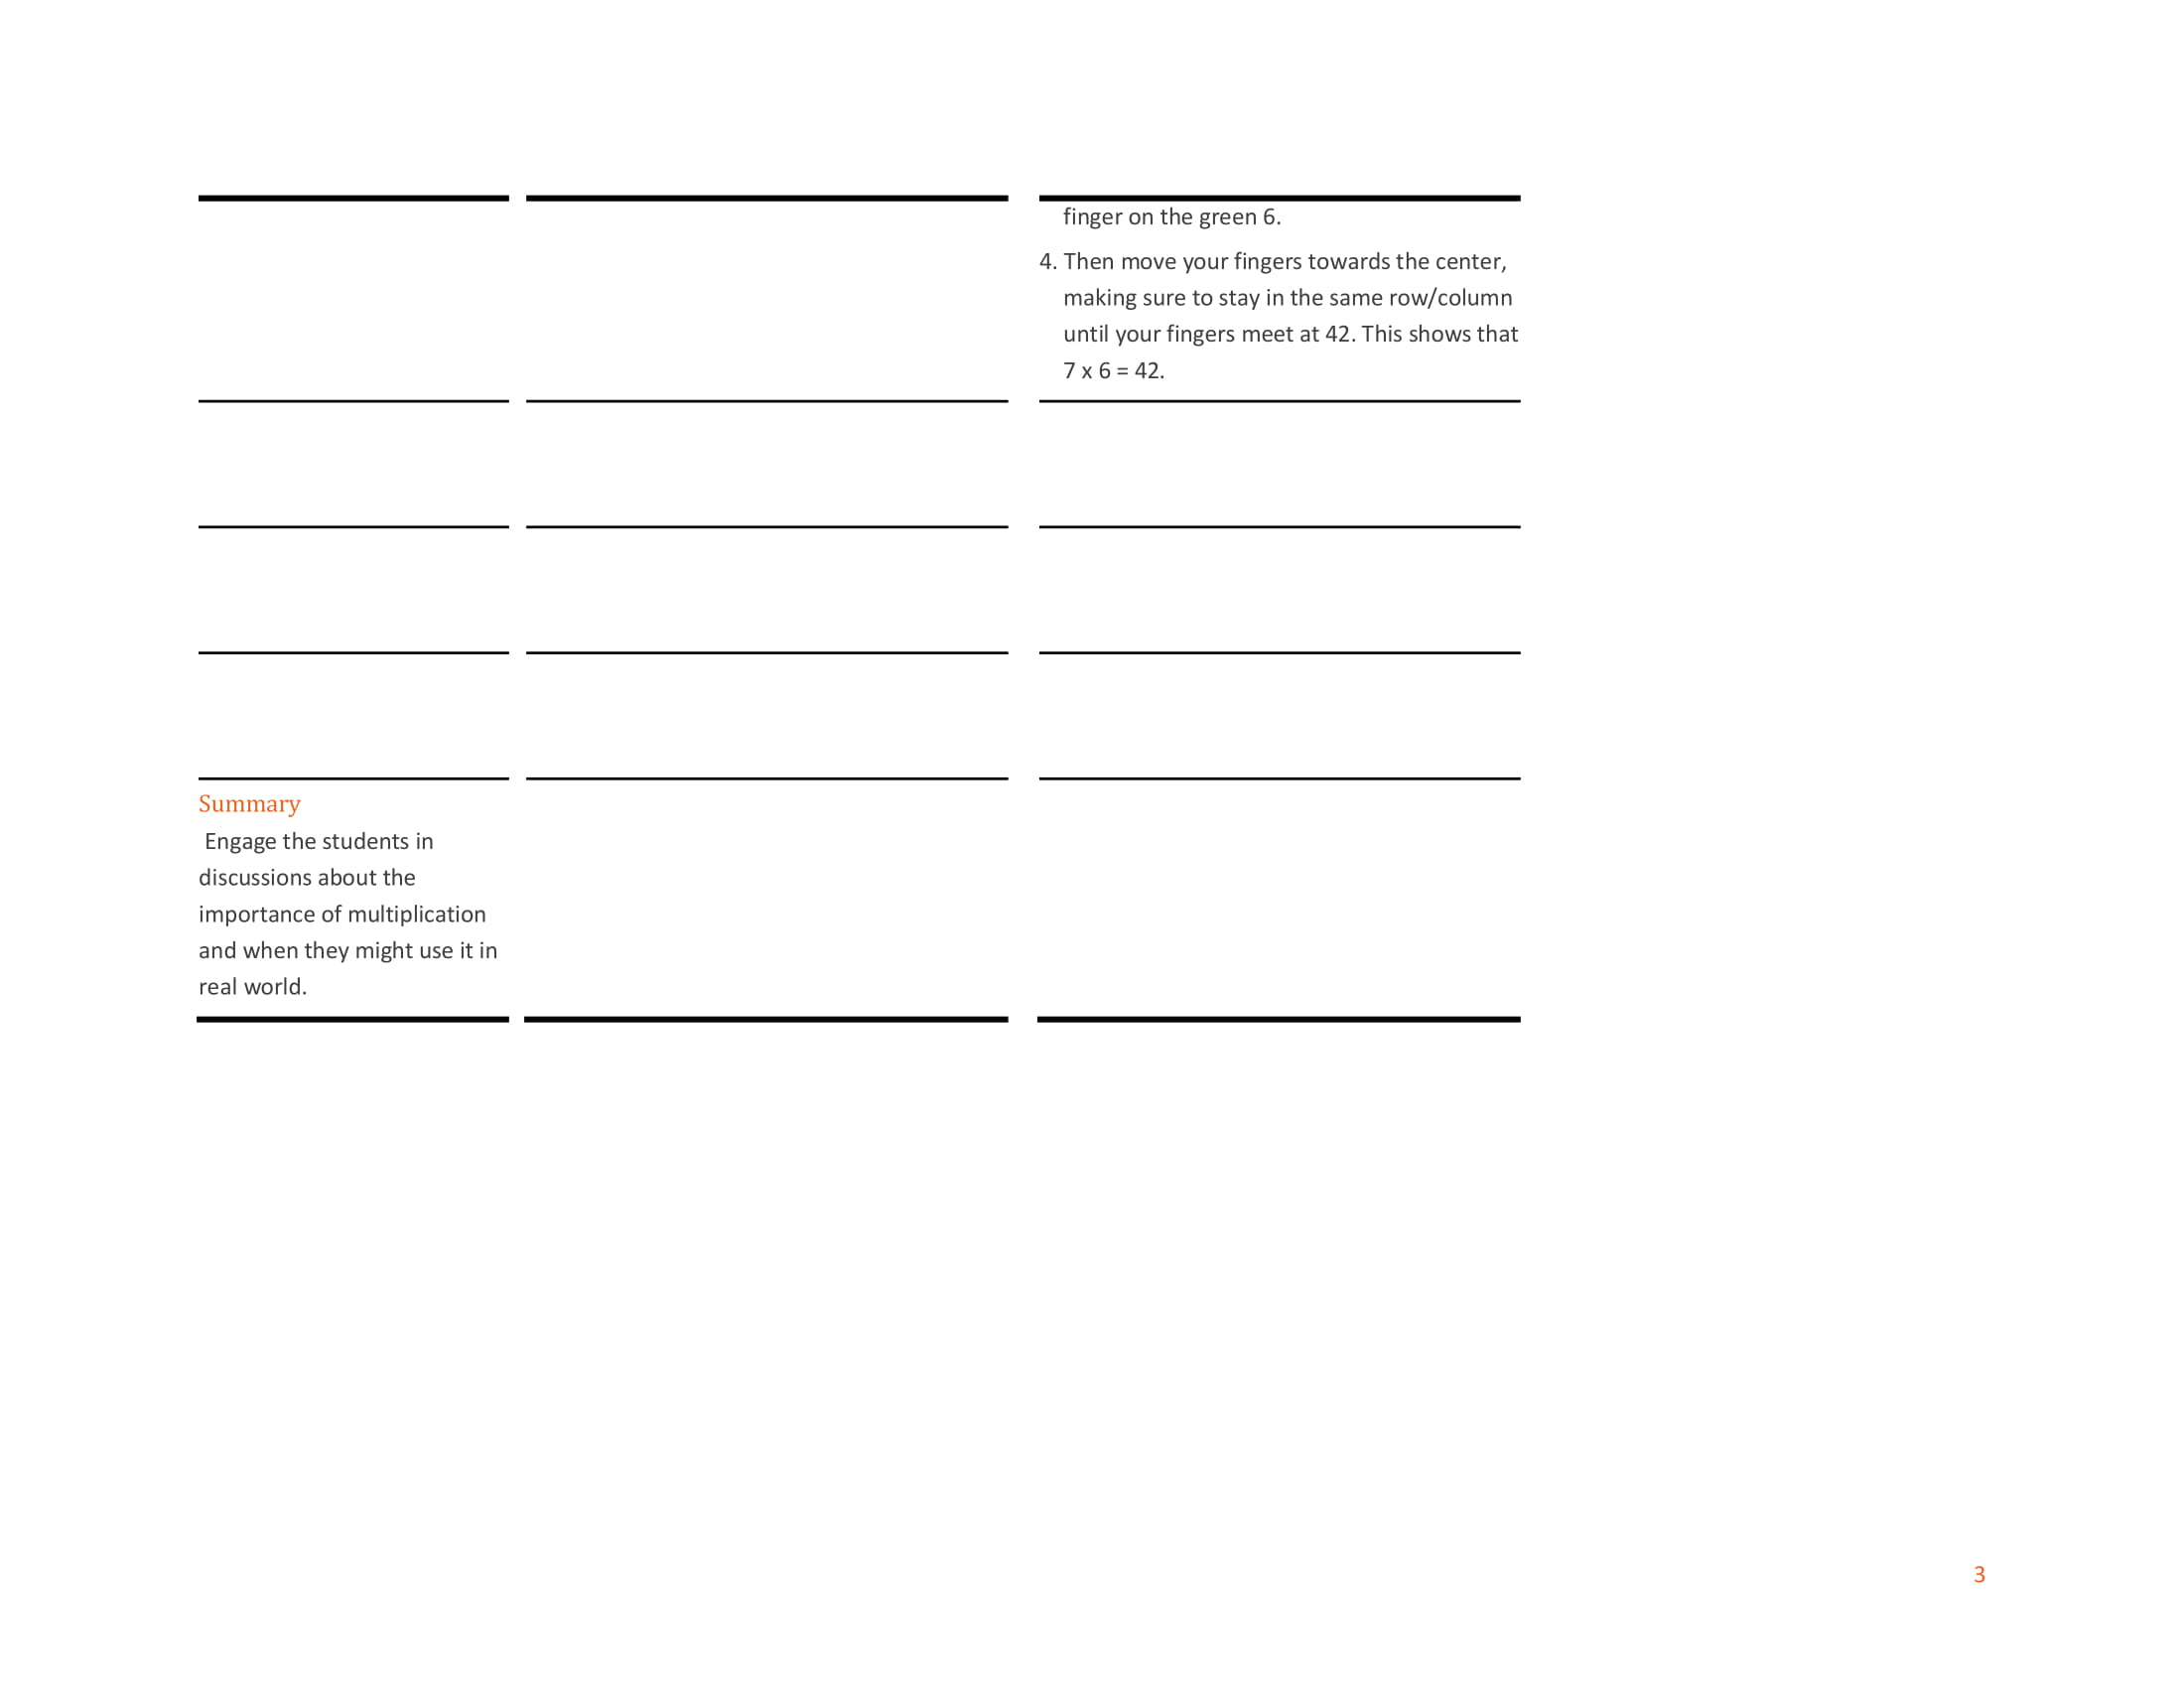 finger on the green 6.
4. Then move your fingers towards the center,
making sure to stay in the same row/column
until your fingers meet at 42. This shows that
7 x 6 = 42.
Summary
Engage the students in
discussions about the
importance of multiplication
and when they might use it in
real world.
3